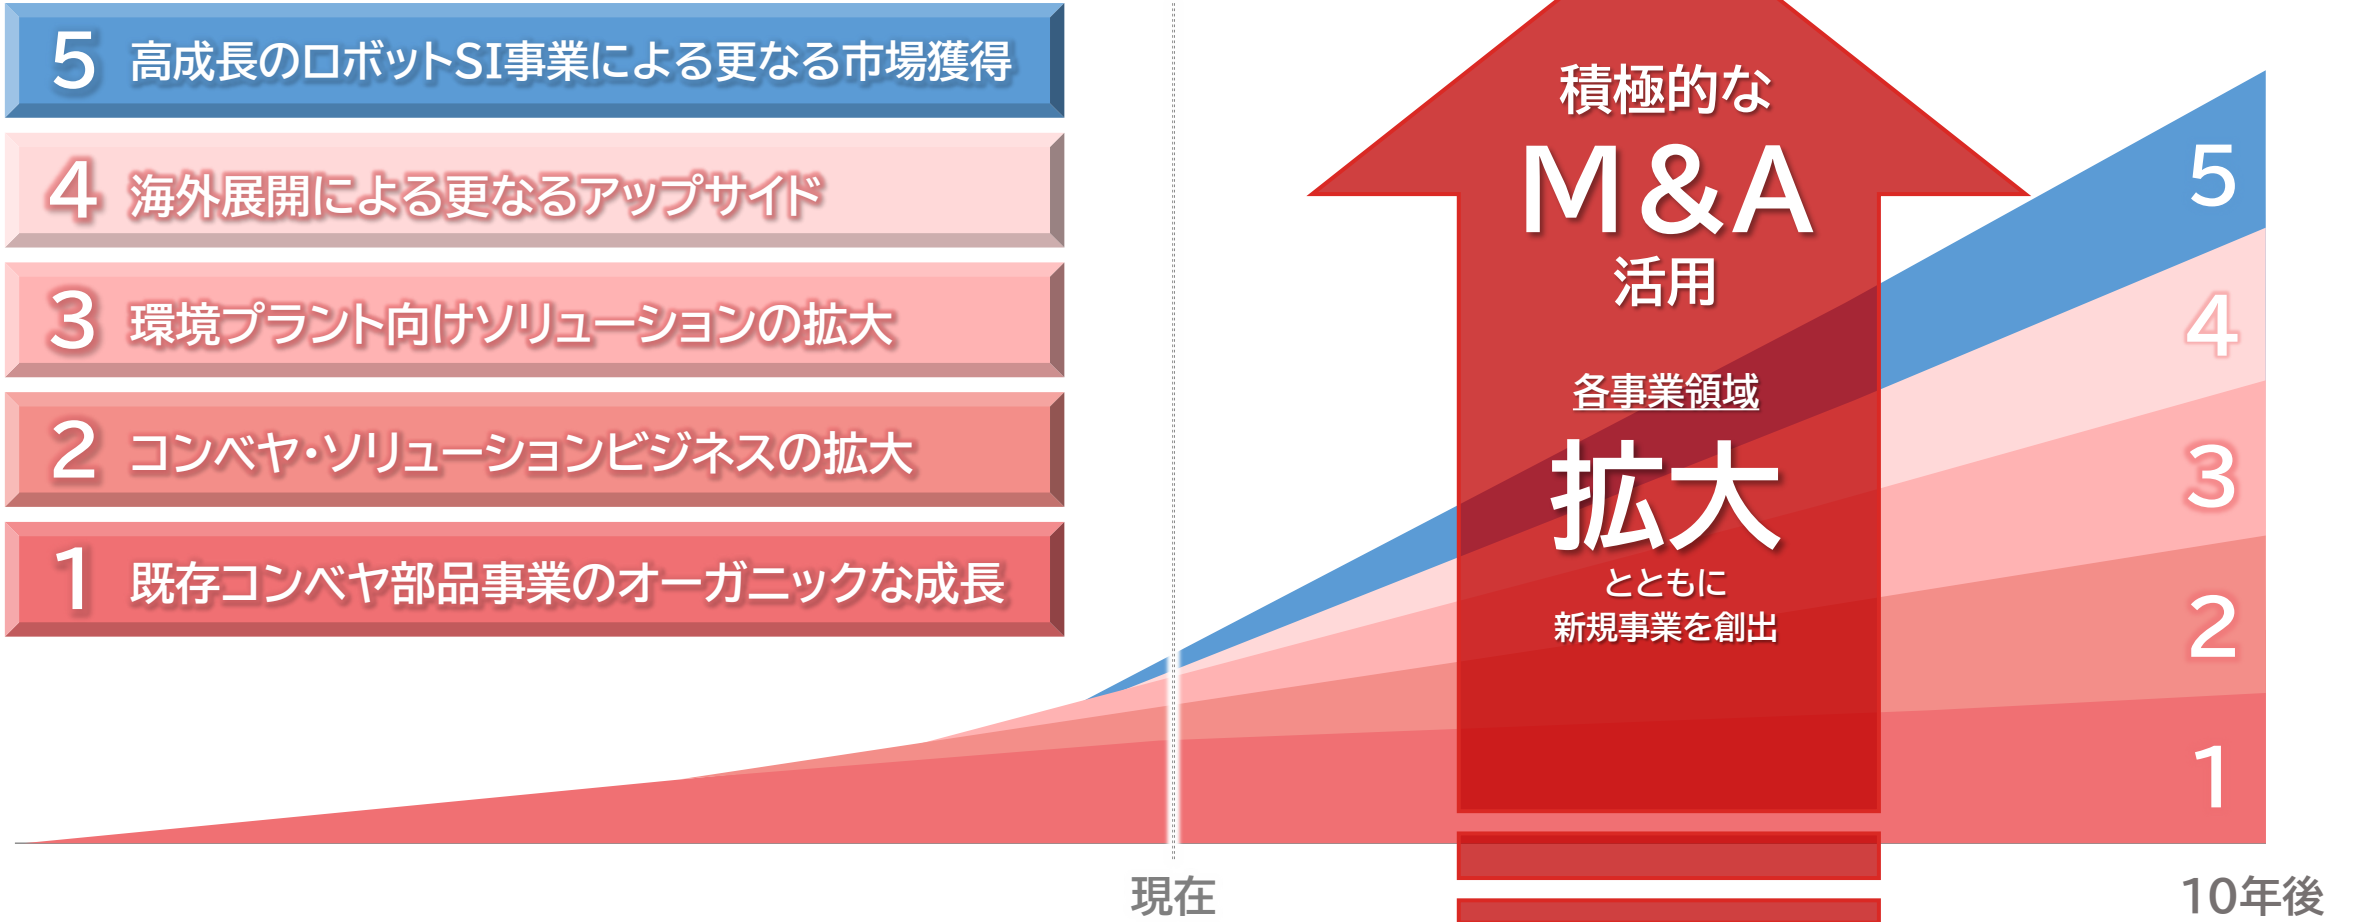 5 高成長のロボットSI事業による更なる市場獲得
4 海外展開による更なるアップサイド
3 環境プラント向けソリューションの拡大
2 コンベヤ・ソリューションビジネスの拡大
1 既存コンベヤ部品事業のオーガニックな成長
積極的な
M&A
活用
各事業領域
拡大
とともに
新規事業を創出
5
4
3
2
1
現在
10年後